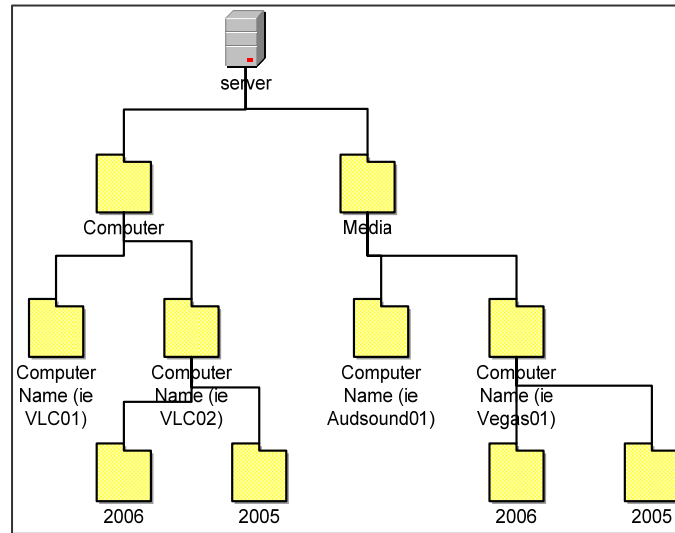 server
Computer
Media
Computer
Name (ie
VLC01)
Computer
Name (ie
VLC02)
Computer
Name (ie
Audsound01)
Computer
Name (ie
Vegas01)
2006
2005
2006
2005